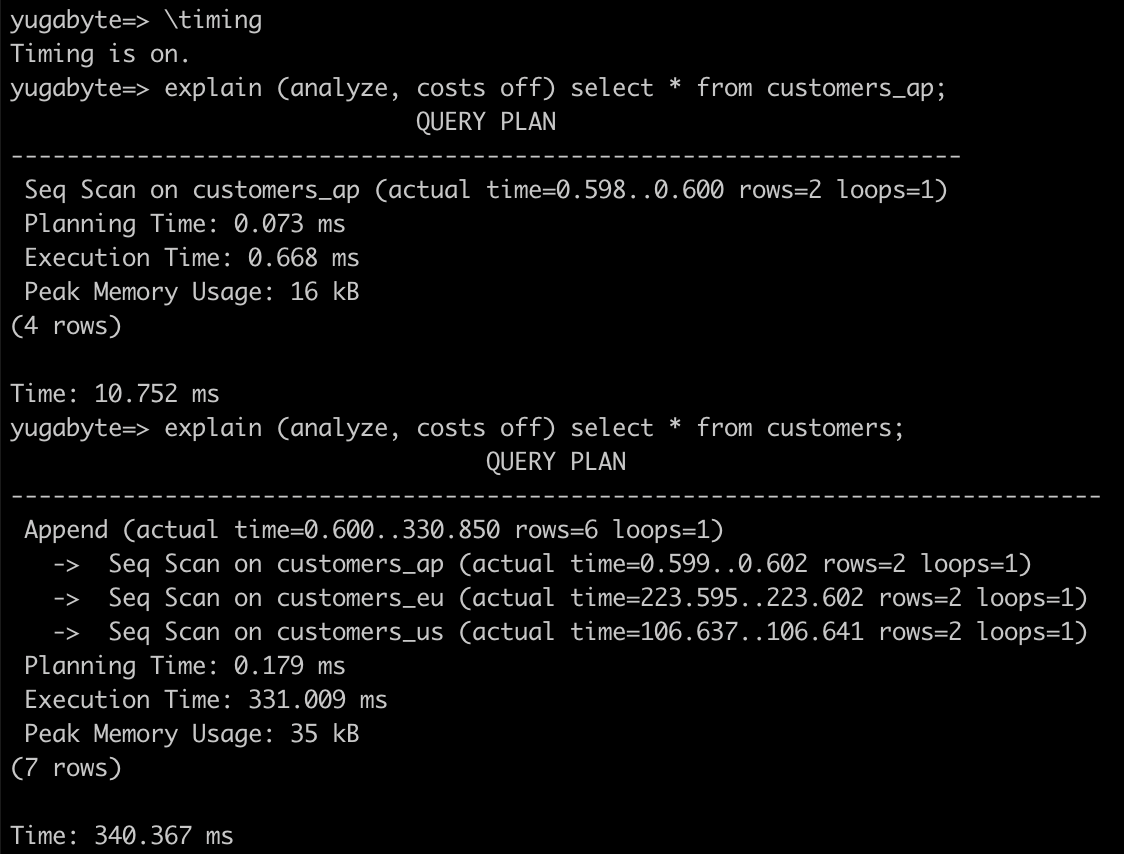 yugabyte=> \timing
Timing is on.
yugabyte=> explain (analyze, costs off) select * from customers_ap;
                             QUERY PLAN
--------------------------------------------------------------------
 Seq Scan on customers_ap (actual time=0.598..0.600 rows=2 loops=1)
 Planning Time: 0.073 ms
 Execution Time: 0.668 ms
 Peak Memory Usage: 16 kB
(4 rows)

Time: 10.752 ms
yugabyte=> explain (analyze, costs off) select * from customers;
                                  QUERY PLAN
------------------------------------------------------------------------------
 Append (actual time=0.600..330.850 rows=6 loops=1)
   ->  Seq Scan on customers_ap (actual time=0.599..0.602 rows=2 loops=1)
   ->  Seq Scan on customers_eu (actual time=223.595..223.602 rows=2 loops=1)
   ->  Seq Scan on customers_us (actual time=106.637..106.641 rows=2 loops=1)
 Planning Time: 0.179 ms
 Execution Time: 331.009 ms
 Peak Memory Usage: 35 kB
(7 rows)

Time: 340.367 ms